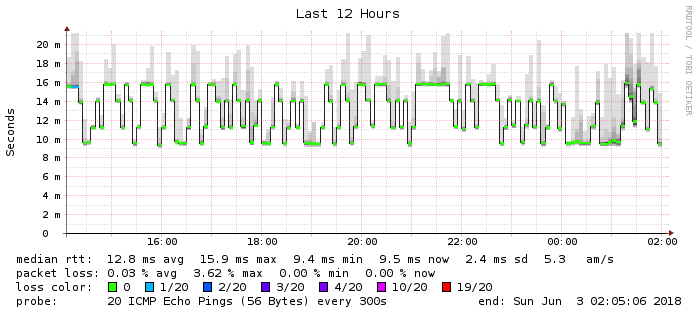 Last 12 Hours
RRDTOOL / TOBI OETIKER
Seconds
20 m
18 m
16 m
14 m
12 m
10 m
8 m
6 m
4 m
2 m
0
16:00 18:00 20:00 22:00 00:00 02:00
median rtt: 12.8 ms avg 15.9 ms max 9.4 ms min 9.5 ms now 2.4 ms sd 5.3 am/s
packet loss: 0.03 % avg 3.62 % max 0.00 % min 0.00 % now
loss color: 0 1/20 2/20 3/20 4/20 10/20 19/20
probe: 20 ICMP Echo Pings (56 Bytes) every 300s end: Sun Jun 3 02:05:06 2018